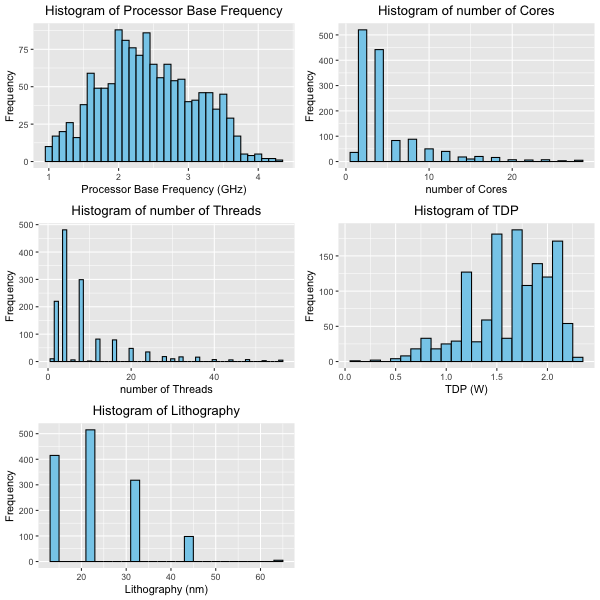 Histogram of Processor Base Frequency
Frequency
75
50
25
0
1 2 3 4
Processor Base Frequency (GHz)
Histogram of number of Cores
Frequency
500
400
300
200
100
0
0 10 20
number of Cores
Histogram of number of Threads
Frequency
500
400
300
200
100
0
0 20 40
number of Threads
Histogram of TDP
Frequency
150
100
50
0
0.0 0.5 1.0 1.5 2.0
TDP (W)
Histogram of Lithography
Frequency
500
400
300
200
100
0
20 30 40 50 60
Lithography (nm)